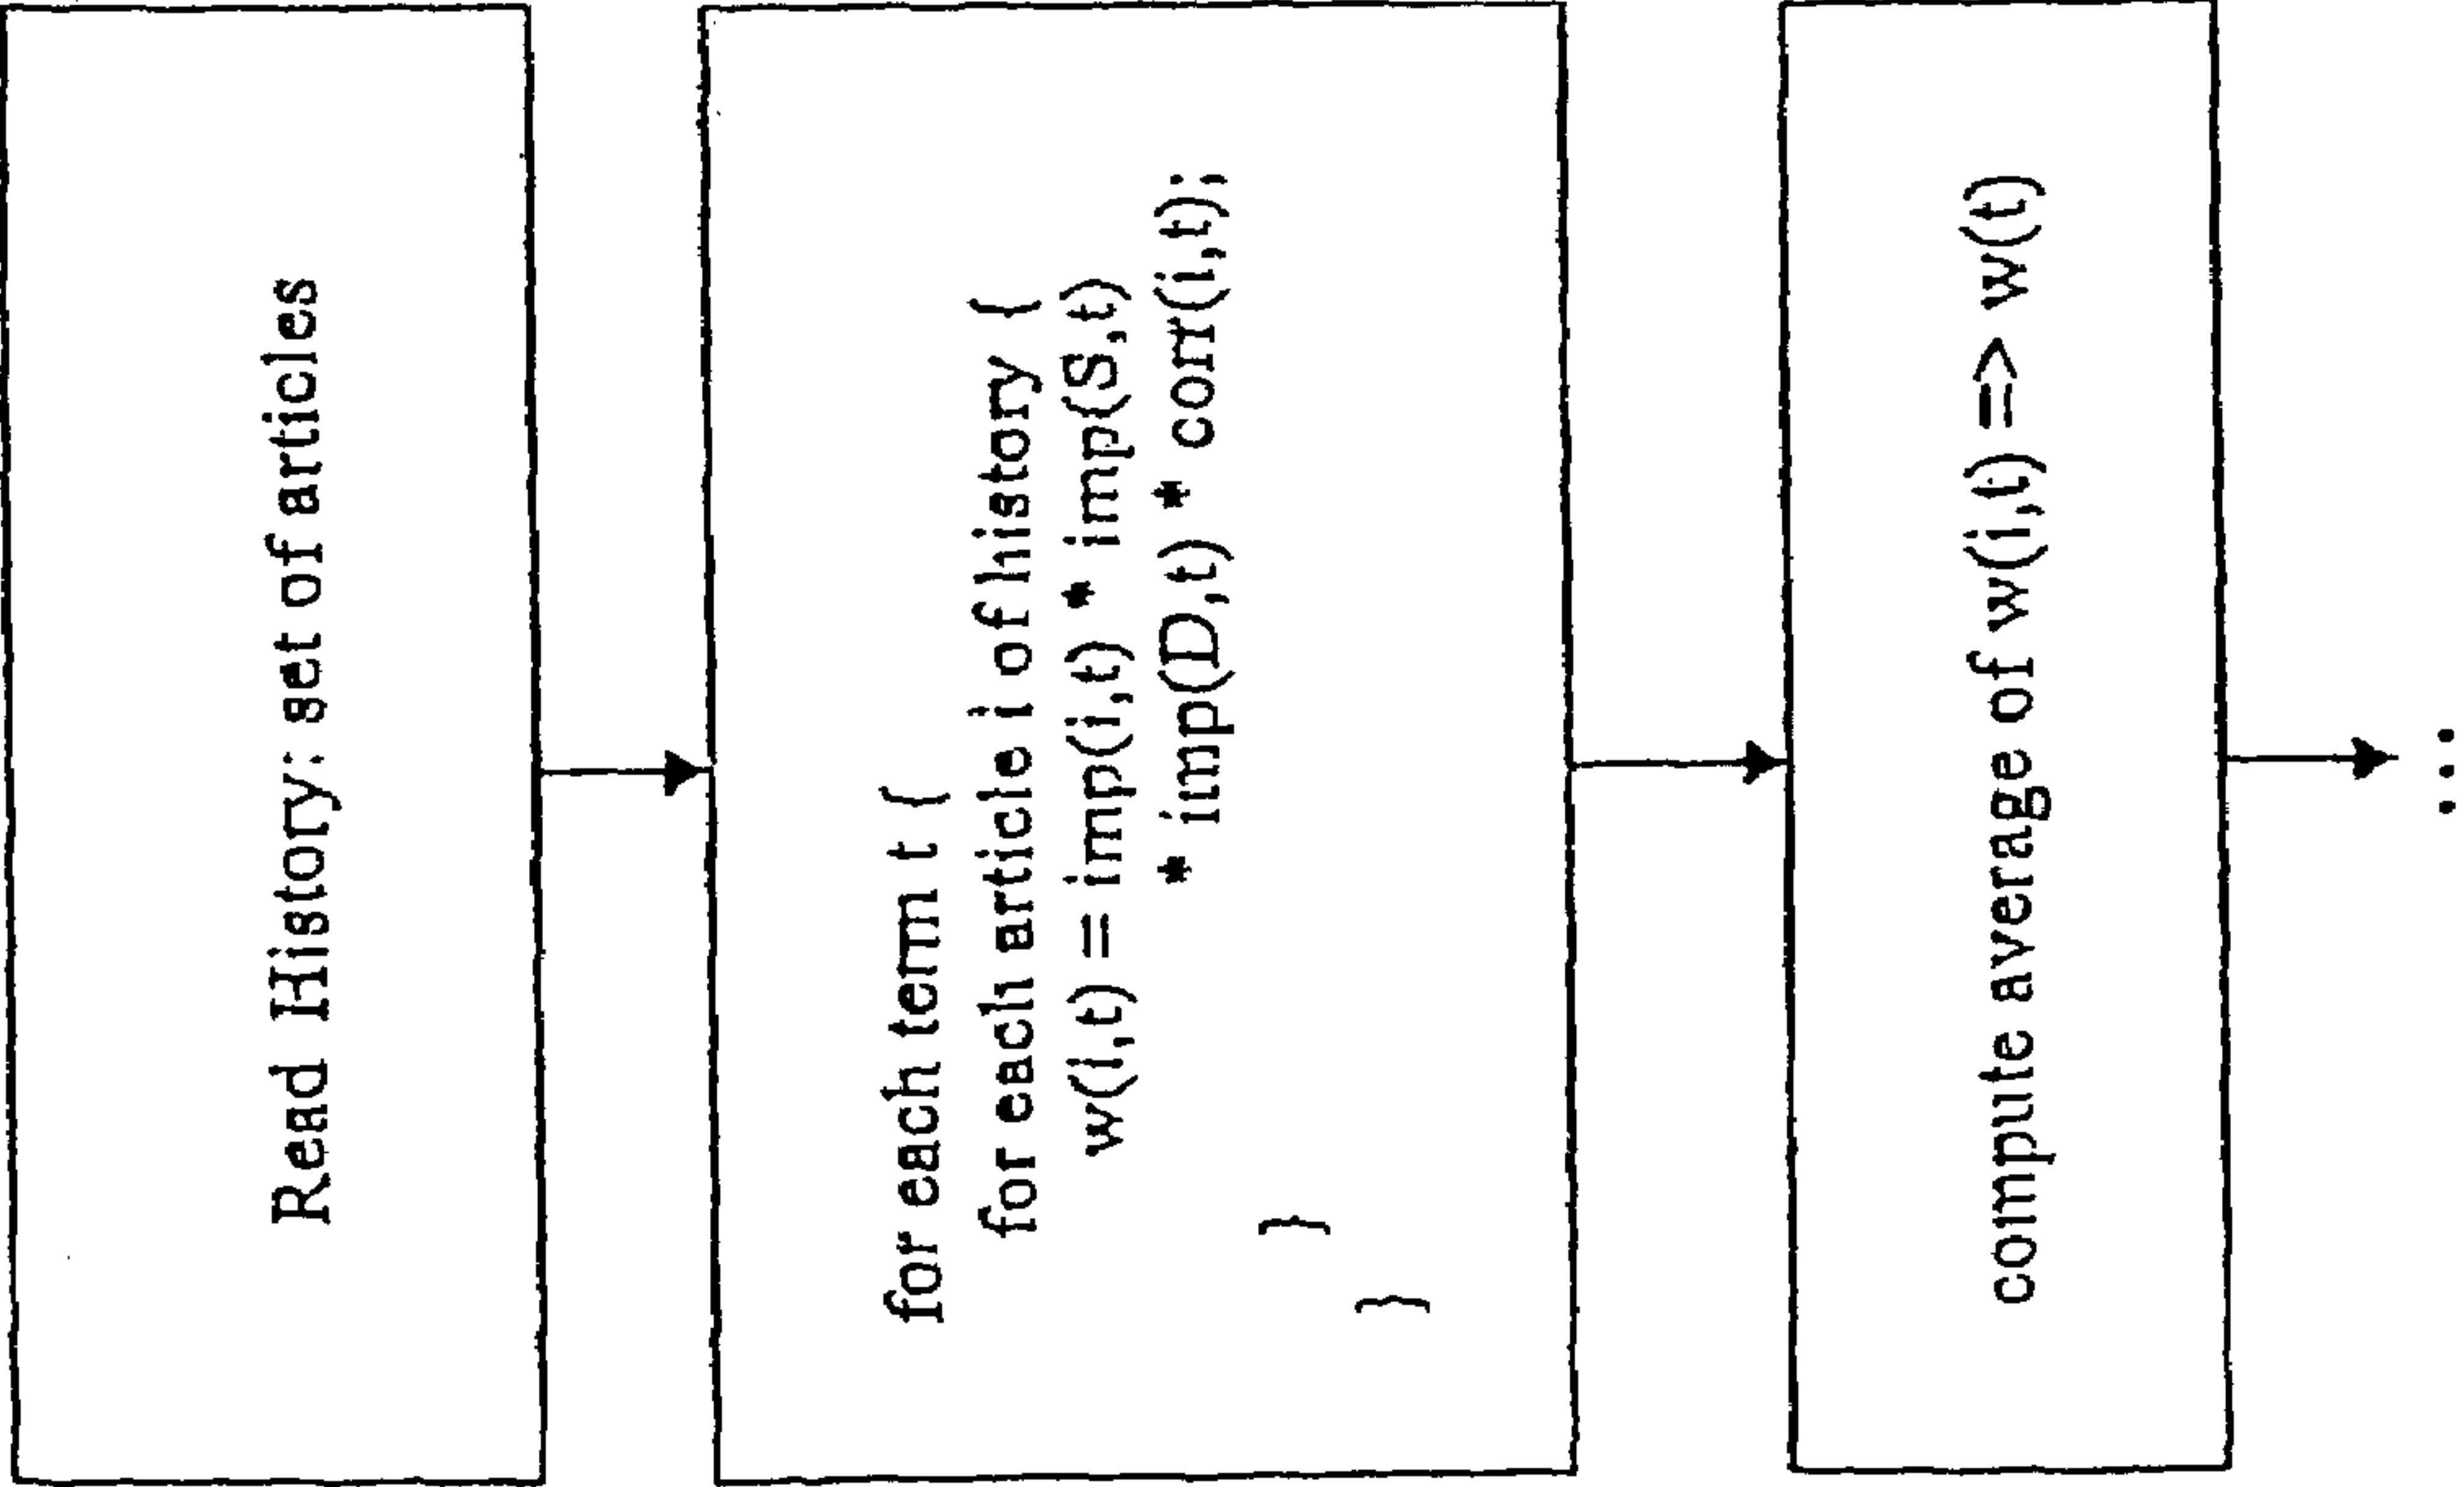 Read History: set of articles
for each term t {
for each article i of history {
w(i,t) = imp(i,t) * imp(S,t)
* imp(D,t) * corr(i,t);
}
}
compute average of w(i,t) => w(t)
...